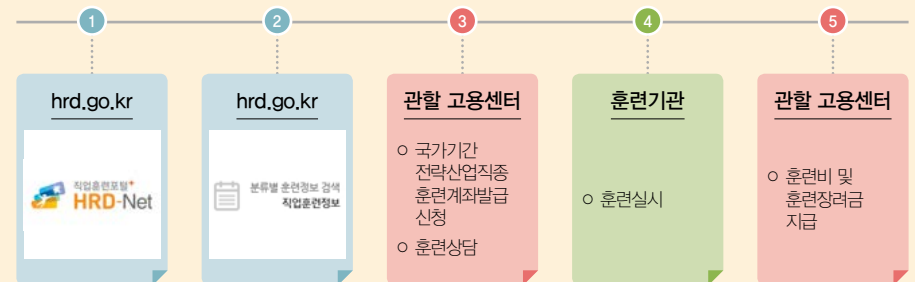 1
2
3
4
5
hrd.go.kr
직업훈련포털
HRD-Net
hrd.go.kr
분류별 훈련정보 검색
직업훈련정보
관할 고용센터
○ 국가기간
전략산업직종
훈련계좌발급
신청
○ 훈련상담
훈련기관
○ 훈련실시
관할 고용센터
○ 훈련비 및
훈련장려금
지급